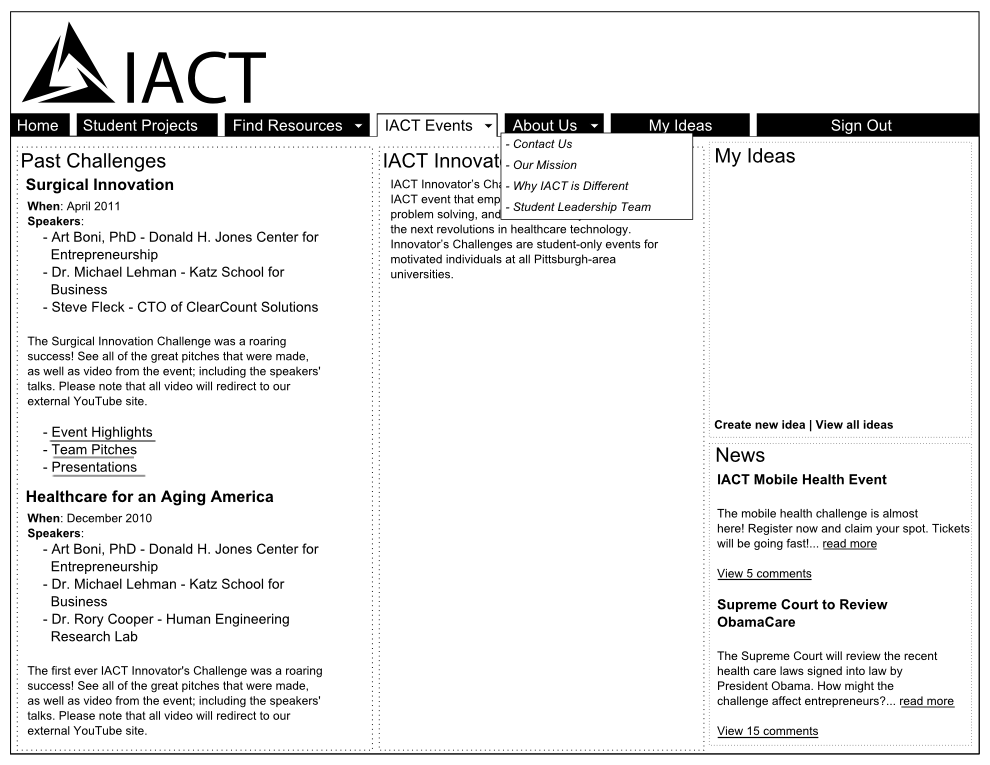 IACT
Home
Student Projects
Find Resources
IACT Events
About Us
My Ideas
Sign Out
- Contact Us
- Our Mission
- Why IACT is Different
- Student Leadership Team
Past Challenges
Surgical Innovation
When: April 2011
Speakers:
- Art Boni, PhD - Donald H. Jones Center for
Entrepreneurship
- Dr. Michael Lehman - Katz School for
Business
- Steve Fleck - CTO of ClearCount Solutions
The Surgical Innovation Challenge was a roaring
success! See all of the great pitches that were made,
as well as video from the event; including the speakers'
talks. Please note that all video will redirect to our
external YouTube site.
- Event Highlights
- Team Pitches
- Presentations
Healthcare for an Aging America
When: December 2010
Speakers:
- Art Boni, PhD - Donald H. Jones Center for
Entrepreneurship
- Dr. Michael Lehman - Katz School for
Business
- Dr. Rory Cooper - Human Engineering
Research Lab
The first ever IACT Innovator's Challenge was a roaring
success! See all of the great pitches that were made,
as well as video from the event; including the speakers'
talks. Please note that all video will redirect to our
external YouTube site.
IACT
IACT Innovator's
IACT event that
problem solving, and
the next revolutions in healthcare technology.
Innovator's Challenges are student-only events for
motivated individuals at all Pittsburgh-area
universities.
My Ideas
Create new idea | View all ideas
News
IACT Mobile Health Event
The mobile health challenge is almost
here! Register now and claim your spot. Tickets
will be going fast!... read more
View 5 comments
Supreme Court to Review
ObamaCare
The Supreme Court will review the recent
health care laws signed into law by
President Obama. How might the
challenge affect entrepreneurs?... read more
View 15 comments